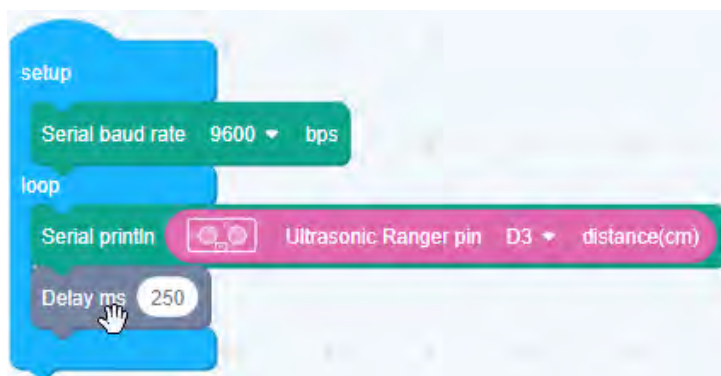 setup
Serial baud rate 9600 bps
loop
Serial println Ultrasonic Ranger pin D3 distance(cm)
Delay ms 250